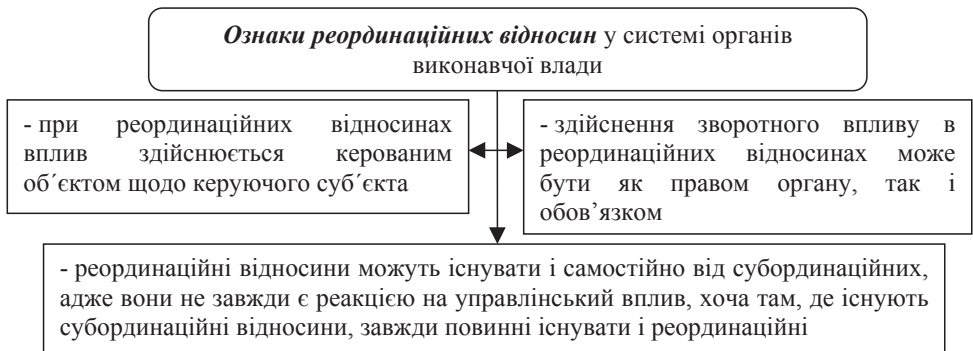 Ознаки реординаційних відносин у системі органів
виконавчої влади
- при реординаційних відносинах
вплив здійснюється керованим
об´єктом щодо керуючого суб´єкта
- здійснення зворотного впливу в
реординаційних відносинах може
бути як правом органу, так і
обов’язком
- реординаційні відносини можуть існувати і самостійно від субординаційних,
адже вони не завжди є реакцією на управлінський вплив, хоча там, де існують
субординаційні відносини, завжди повинні існувати і реординаційні